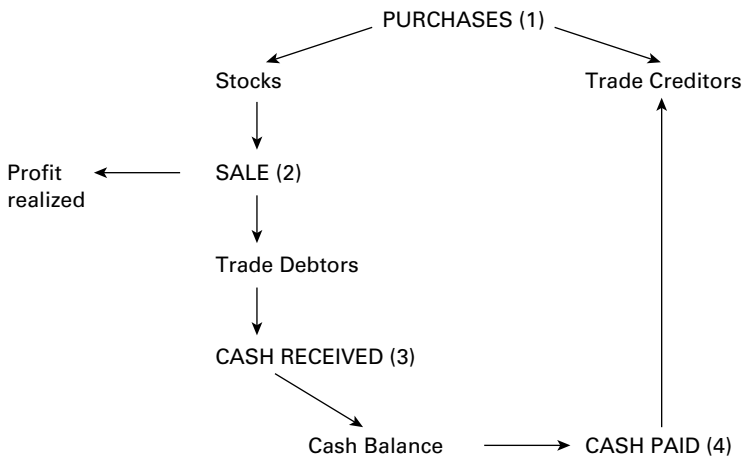 PURCHASES (1)
Stocks
Trade Creditors
Profit
realized
SALE (2)
Trade Debtors
CASH RECEIVED (3)
Cash Balance
CASH PAID (4)